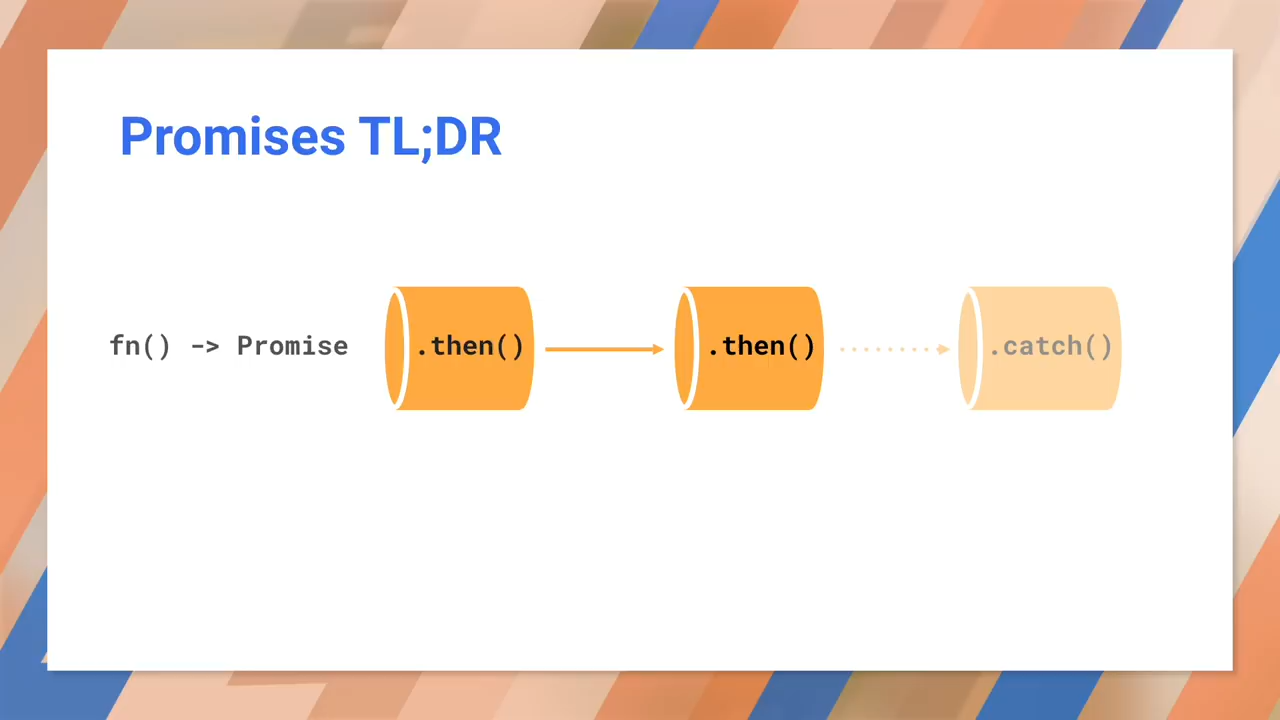 Promises TL;DR
fn() -> Promise .then() .then() .catch()